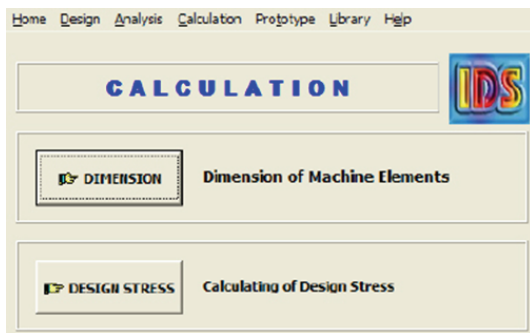 Home Design Analysis Calculation Prototype Library Help
CALCULATION
IDS
DIMENSION Dimension of Machine Elements
DESIGN STRESS Calculating of Design Stress